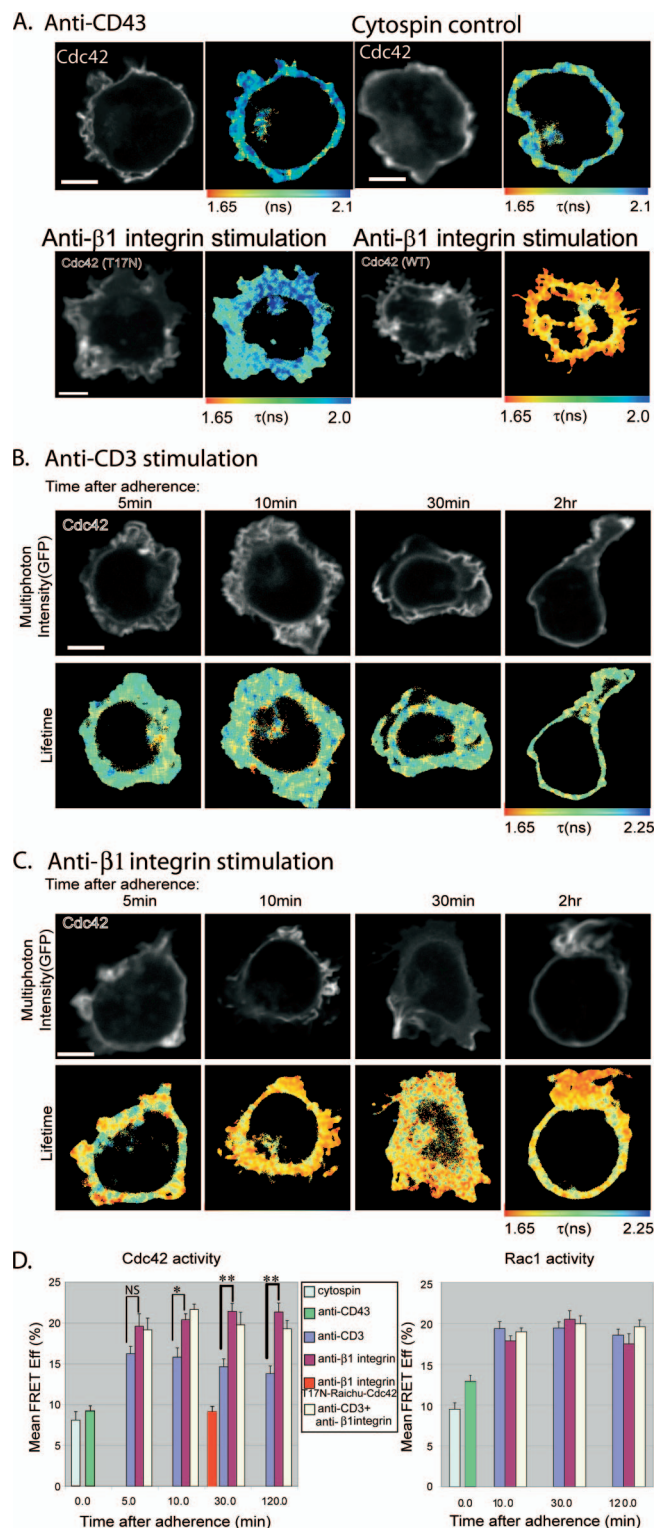 A. Anti-CD43 Cytospin control
Cdc42 Cdc42
1.65 (ns) 2.1 1.65 τ(ns) 2.1
Anti-β1 integrin stimulation Anti-β1 integrin stimulation
Cdc42 (T17N) Cdc42 (WT)
1.65 τ(ns) 2.0 1.65 τ(ns) 2.0
B. Anti-CD3 stimulation
Time after adherence:
5min 10min 30min 2hr
Cdc42
Multiphoton
Intensity(GFP)
Lifetime
1.65 τ(ns) 2.25
C. Anti-β1 integrin stimulation
Time after adherence:
5min 10min 30min 2hr
Cdc42
Multiphoton
Intensity(GFP)
Lifetime
1.65 τ(ns) 2.25
D. Cdc42 activity
Mean FRET Eff (%)
25
20
15
10
5
0
NS * ** **
0.0 5.0 10.0 30.0 120.0
Time after adherence (min)
cytospin
anti-CD43
anti-CD3
anti-β1 integrin
anti-β1 integrin
T17N-Raichu-Cdc42
anti-CD3+
anti-β1integrin
Rac1 activity
Mean FRET Eff (%)
25
20
15
10
5
0
0.0 10.0 30.0 120.0
Time after adherence (min)